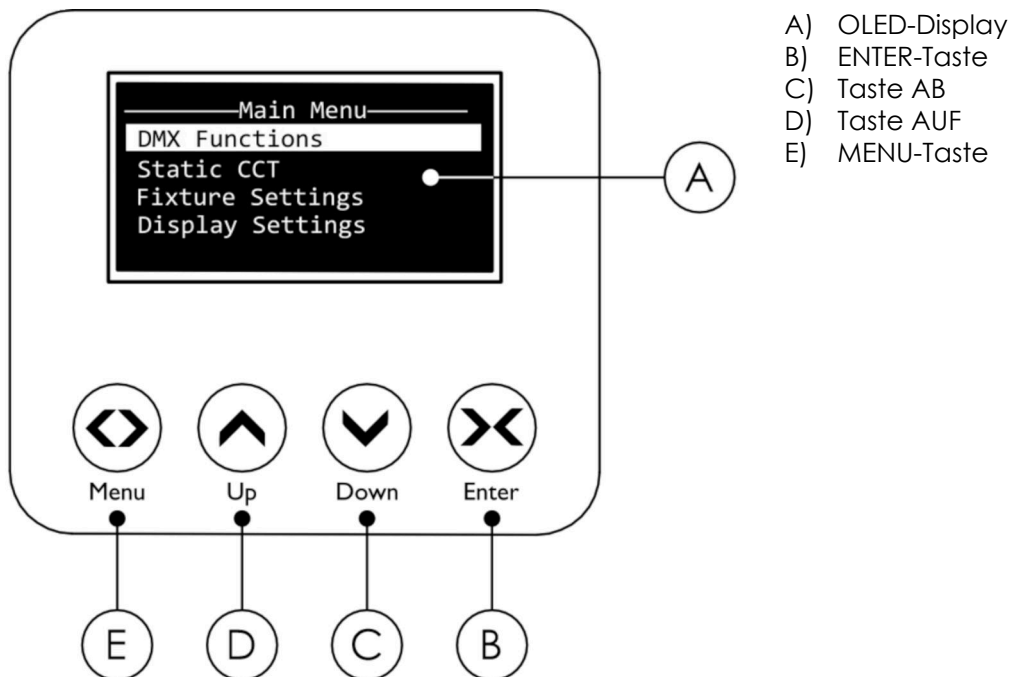 Main Menu
DMX Functions
Static CCT
Fixture Settings
Display Settings
A
Menu
Up
Down
Enter
E
D
C
B
A) OLED-Display
B) ENTER-Taste
C) Taste AB
D) Taste AUF
E) MENU-Taste